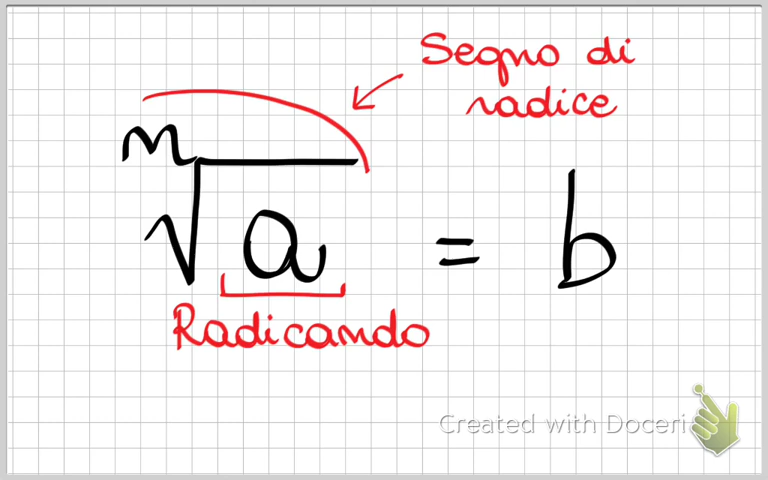 Segno di
radice
n√a = b
Radicando
Created with Doceri